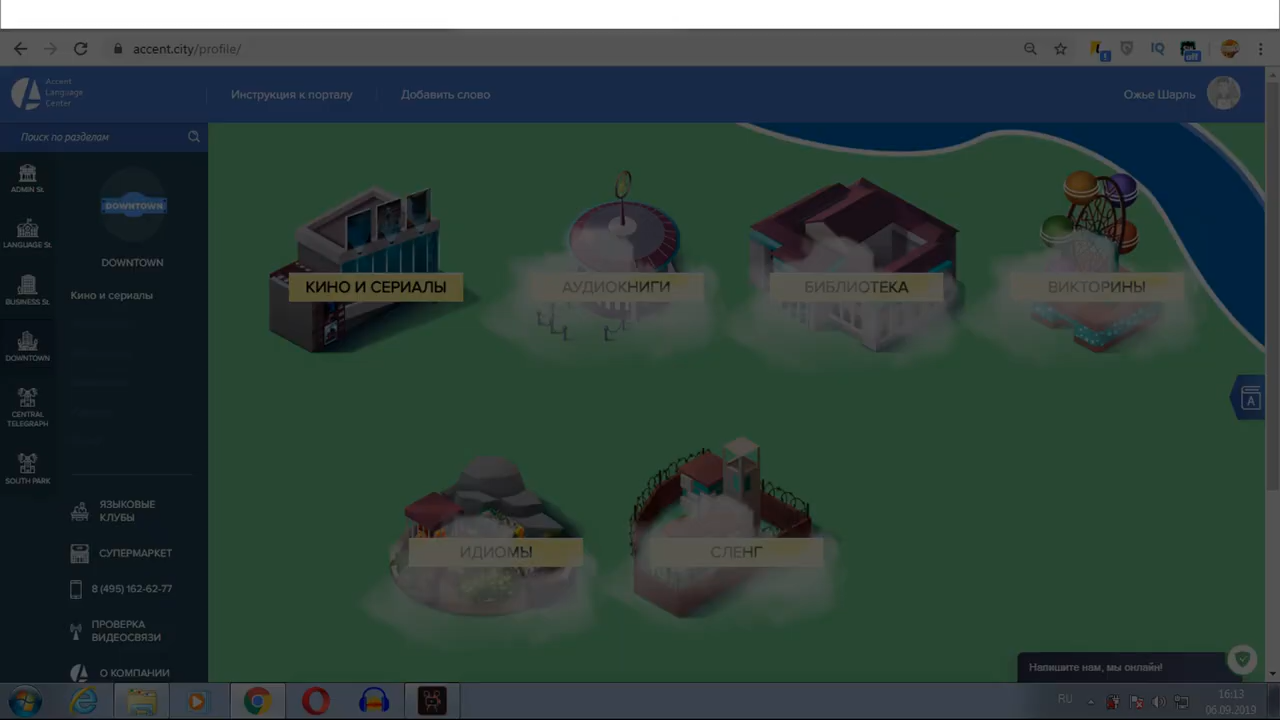 accent.city/profile/
IQ
off
Accent
Language
Center
Инструкция к порталу
Добавить слово
Ожье Шарль
Поиск по разделам
ADMIN St.
LANGUAGE St.
BUSINESS St.
DOWNTOWN
CENTRAL
TELEGRAPH
SOUTH PARK
DOWNTOWN
DOWNTOWN
Кино и сериалы
ЯЗЫКОВЫЕ
КЛУБЫ
СУПЕРМАРКЕТ
8 (495) 162-62-77
ПРОВЕРКА
ВИДЕОСВЯЗИ
О КОМПАНИИ
КИНО И СЕРИАЛЫ
АУДИОКНИГИ
БИБЛИОТЕКА
ВИКТОРИНЫ
ИДИОМЫ
СЛЕНГ
A
Напишите нам, мы онлайн!
RU
16:13
06.09.2019